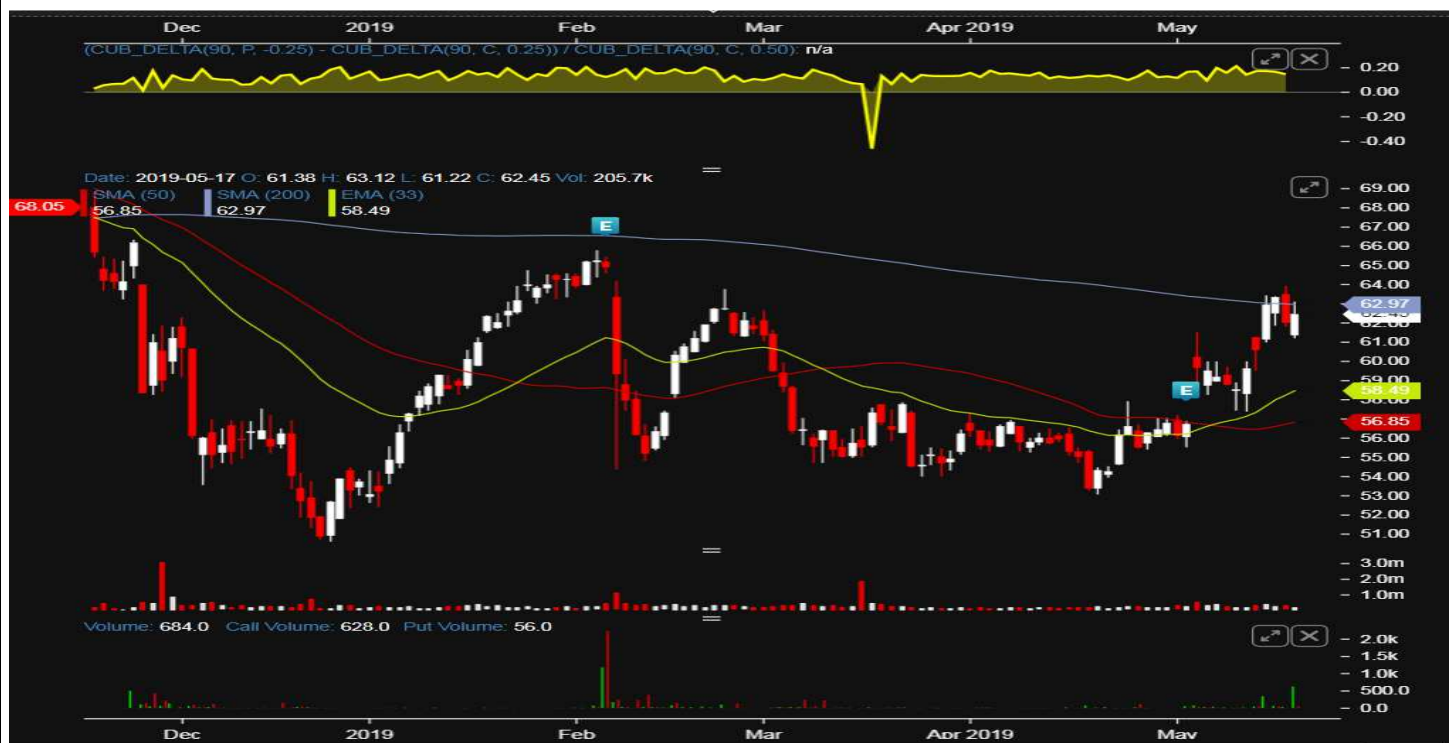 Dec 2019 Feb Mar Apr 2019 May
(CUB_DELTA(90, P, -0.25) - CUB_DELTA(90, C, 0.25)) / CUB_DELTA(90, C, 0.50): n/a
0.20
0.00
-0.20
-0.40
Date: 2019-05-17 O: 61.38 H: 63.12 L: 61.22 C: 62.45 Vol: 205.7k
SMA (50) SMA (200) EMA (33)
56.85 62.97 58.49
68.05
E
E
69.00
68.00
67.00
66.00
65.00
64.00
62.97
62.45
62.00
61.00
60.00
59.00
58.49
58.00
56.85
56.00
55.00
54.00
53.00
52.00
51.00
3.0m
2.0m
1.0m
Volume: 684.0 Call Volume: 628.0 Put Volume: 56.0
2.0k
1.5k
1.0k
500.0
0.0
Dec 2019 Feb Mar Apr 2019 May